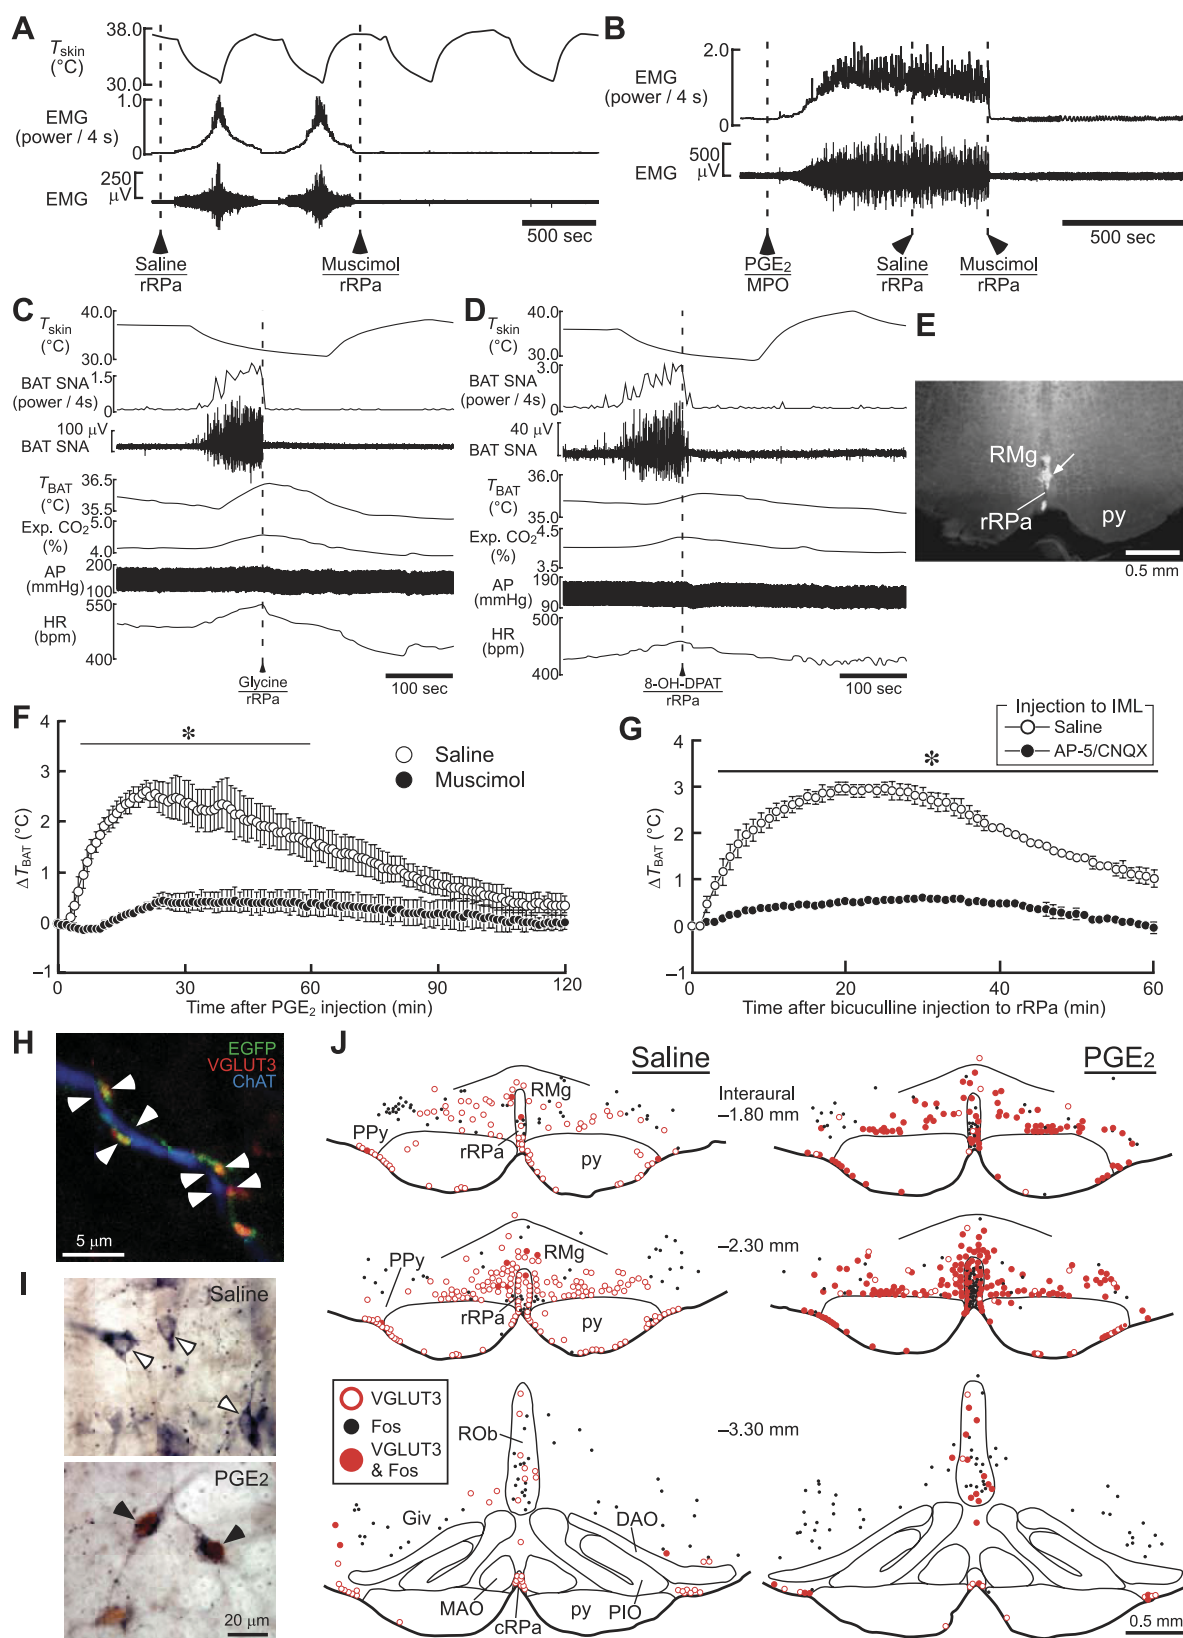 A
38.0
Tskin
(°C)
30.0
1.0
EMG
(power / 4 s)
0
250
µV
EMG
500 sec
Saline
rRPa
Muscimol
rRPa
B
2.0
EMG
(power / 4 s)
0
500
µV
EMG
500 sec
PGE2
MPO
Saline
rRPa
Muscimol
rRPa
C
40.0
Tskin
(°C)
30.0
BAT SNA
(power / 4s)
1.5
0
100 µV
BAT SNA
TBAT
(°C)
36.5
35.5
Exp. CO2
(%)
5.0
4.0
AP
(mmHg)
200
100
HR
(bpm)
550
400
Glycine
rRPa
100 sec
D
40.0
Tskin
(°C)
30.0
BAT SNA
(power / 4s)
3.0
0
40 µV
BAT SNA
TBAT
(°C)
36.0
35.0
Exp. CO2
(%)
4.5
3.5
AP
(mmHg)
190
90
HR
(bpm)
500
400
8-OH-DPAT
rRPa
100 sec
E
RMg
rRPa
py
0.5 mm
F
*
Saline
Muscimol
ΔTBAT (°C)
4
3
2
1
0
–1
0 30 60 90 120
Time after PGE2 injection (min)
G
Injection to IML
Saline
AP-5/CNQX
*
ΔTBAT (°C)
4
3
2
1
0
–1
0 20 40 60
Time after bicuculline injection to rRPa (min)
H
EGFP
VGLUT3
ChAT
5 µm
I
Saline
PGE2
20 µm
J
Saline
PGE2
RMg
PPy
rRPa
py
Interaural
–1.80 mm
PPy
RMg
rRPa
py
–2.30 mm
VGLUT3
Fos
VGLUT3
& Fos
ROb
Giv
DAO
MAO
cRPa
py
PIO
–3.30 mm
0.5 mm